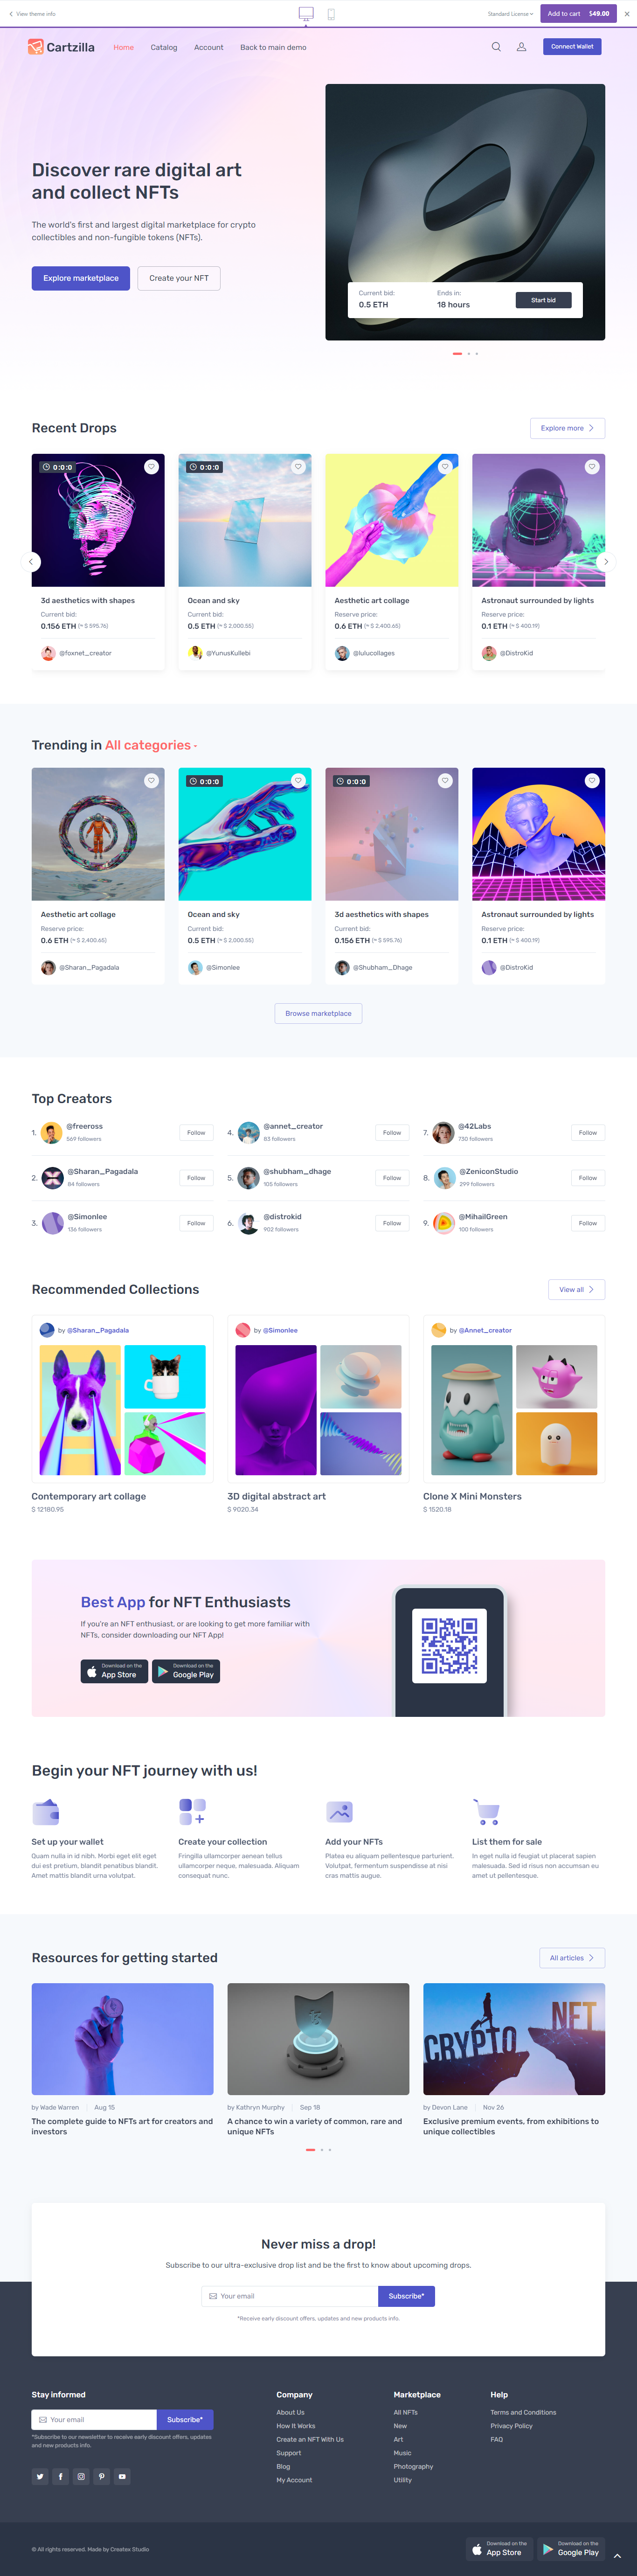 View theme info
Standard License
Add to cart $49.00
Cartzilla
Home
Catalog
Account
Back to main demo
Connect Wallet
Discover rare digital art
and collect NFTs
The world's first and largest digital marketplace for crypto
collectibles and non-fungible tokens (NFTs).
Explore marketplace
Create your NFT
Current bid:
0.5 ETH
Ends in:
18 hours
Start bid
Recent Drops
Explore more
0:0:0
0:0:0
3d aesthetics with shapes
Current bid:
0.156 ETH (≈ $ 595.76)
@foxnet_creator
Ocean and sky
Current bid:
0.5 ETH (≈ $ 2,000.55)
@YunusKullebi
Aesthetic art collage
Reserve price:
0.6 ETH (≈ $ 2,400.65)
@lulucollages
Astronaut surrounded by lights
Reserve price:
0.1 ETH (≈ $ 400.19)
@DistroKid
Trending in All categories
0:0:0
0:0:0
Aesthetic art collage
Reserve price:
0.6 ETH (≈ $ 2,400.65)
@Sharan_Pagadala
Ocean and sky
Current bid:
0.5 ETH (≈ $ 2,000.55)
@Simonlee
3d aesthetics with shapes
Current bid:
0.156 ETH (≈ $ 595.76)
@Shubham_Dhage
Astronaut surrounded by lights
Reserve price:
0.1 ETH (≈ $ 400.19)
@DistroKid
Browse marketplace
Top Creators
1. @freeross
569 followers
Follow
2. @Sharan_Pagadala
84 followers
Follow
3. @Simonlee
136 followers
Follow
4. @annet_creator
83 followers
Follow
5. @shubham_dhage
105 followers
Follow
6. @distrokid
902 followers
Follow
7. @42Labs
730 followers
Follow
8. @ZeniconStudio
299 followers
Follow
9. @MihailGreen
100 followers
Follow
Recommended Collections
View all
by @Sharan_Pagadala
Contemporary art collage
$ 12180.95
by @Simonlee
3D digital abstract art
$ 9020.34
by @Annet_creator
Clone X Mini Monsters
$ 1520.18
Best App for NFT Enthusiasts
If you're an NFT enthusiast, or are looking to get more familiar with
NFTs, consider downloading our NFT App!
Download on the
App Store
Download on the
Google Play
Begin your NFT journey with us!
Set up your wallet
Quam nulla in id nibh. Morbi eget elit eget
dui est pretium, blandit penatibus blandit.
Amet mattis blandit urna volutpat.
Create your collection
Fringilla ullamcorper aenean tellus
ullamcorper neque, malesuada. Aliquam
consequat nunc.
Add your NFTs
Platea eu aliquam pellentesque parturient.
Volutpat, fermentum suspendisse at nisi
cras mattis augue.
List them for sale
In eget nulla id feugiat ut placerat sapien
malesuada. Sed id risus non accumsan eu
amet ut pellentesque.
Resources for getting started
All articles
CRYPTO
NFT
by Wade Warren
Aug 15
The complete guide to NFTs art for creators and
investors
by Kathryn Murphy
Sep 18
A chance to win a variety of common, rare and
unique NFTs
by Devon Lane
Nov 26
Exclusive premium events, from exhibitions to
unique collectibles
Never miss a drop!
Subscribe to our ultra-exclusive drop list and be the first to know about upcoming drops.
Your email
Subscribe*
*Receive early discount offers, updates and new products info.
Stay informed
Your email
Subscribe*
*Subscribe to our newsletter to receive early discount offers, updates
and new products info.
Company
About Us
How It Works
Create an NFT With Us
Support
Blog
My Account
Marketplace
All NFTs
New
Art
Music
Photography
Utility
Help
Terms and Conditions
Privacy Policy
FAQ
© All rights reserved. Made by Createx Studio
Download on the
App Store
Download on the
Google Play